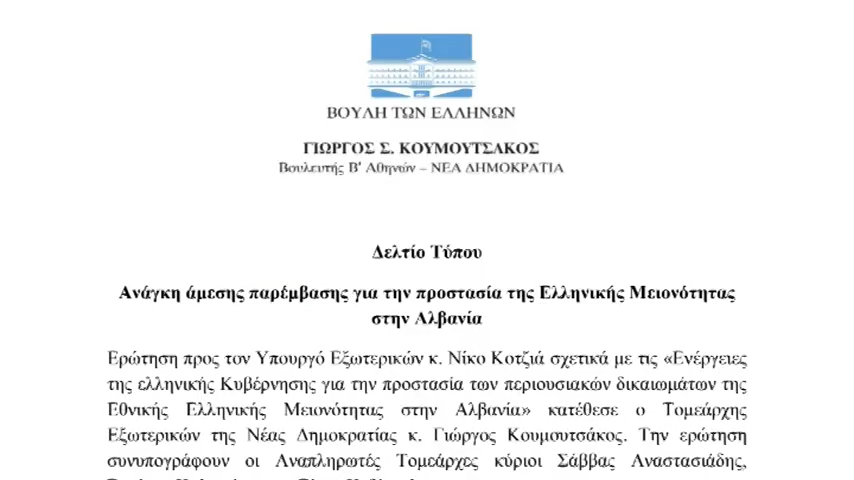 ΒΟΥΛΗ ΤΩΝ ΕΛΛΗΝΩΝ
ΓΙΩΡΓΟΣ Σ. ΚΟΥΜΟΥΤΣΑΚΟΣ
Βουλευτής Β' Αθηνών – ΝΕΑ ΔΗΜΟΚΡΑΤΙΑ
Δελτίο Τύπου
Ανάγκη άμεσης παρέμβασης για την προστασία της Ελληνικής Μειονότητας
στην Αλβανία
Ερώτηση προς τον Υπουργό Εξωτερικών κ. Νίκο Κοτζιά σχετικά με τις «Ενέργειες
της ελληνικής Κυβέρνησης για την προστασία των περιουσιακών δικαιωμάτων της
Εθνικής Ελληνικής Μειονότητας στην Αλβανία» κατέθεσε ο Τομεάρχης
Εξωτερικών της Νέας Δημοκρατίας κ. Γιώργος Κουμουτσάκος. Την ερώτηση
συνυπογράφουν οι Αναπληρωτές Τομεάρχες κύριοι Σάββας Αναστασιάδης,